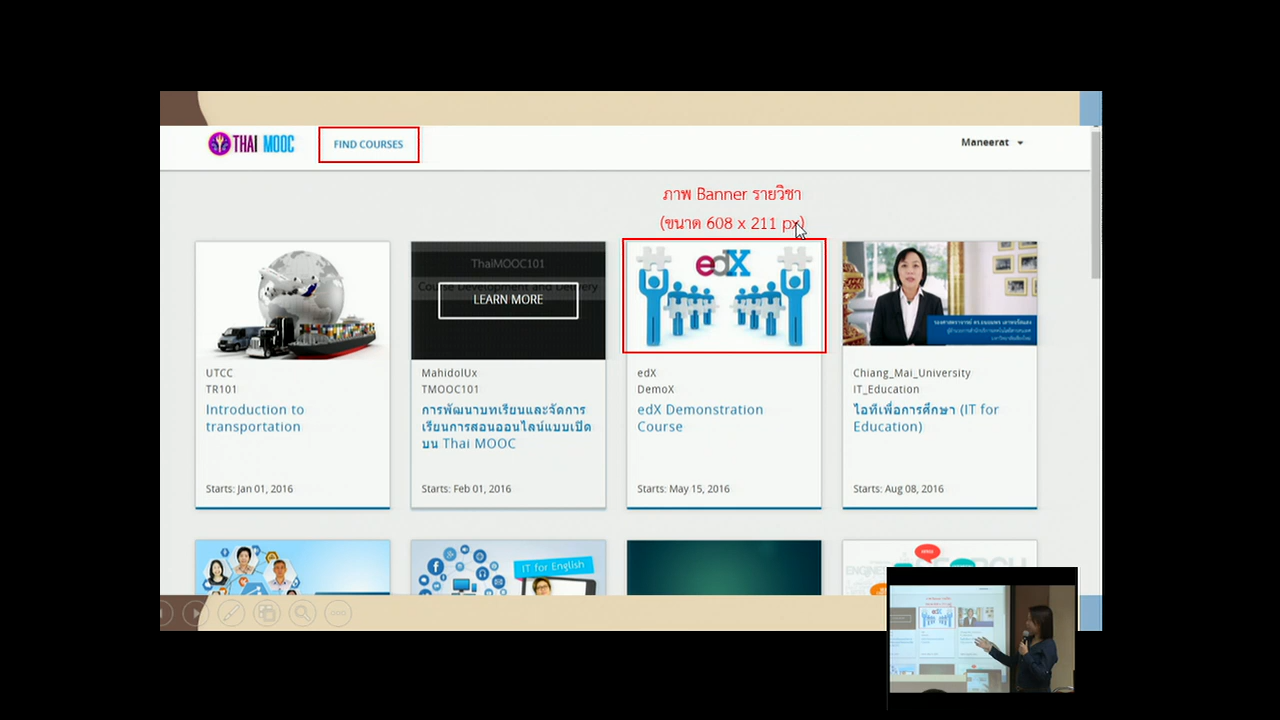 THAI MOOC
FIND COURSES
Maneerat
ภาพ Banner รายวิชา
(ขนาด 608 x 211 px)
ThaiMOOC101
Course Development and Delivery
LEARN MORE
edX
UTCC
TR101
Introduction to
transportation
Starts: Jan 01, 2016
MahidolUx
TMOOC101
การพัฒนาบทเรียนและจัดการ
เรียนการสอนออนไลน์แบบเปิด
บน Thai MOOC
Starts: Feb 01, 2016
edX
DemoX
edX Demonstration
Course
Starts: May 15, 2016
Chiang_Mai_University
IT_Education
ไอทีเพื่อการศึกษา (IT for
Education)
Starts: Aug 08, 2016
IT for English